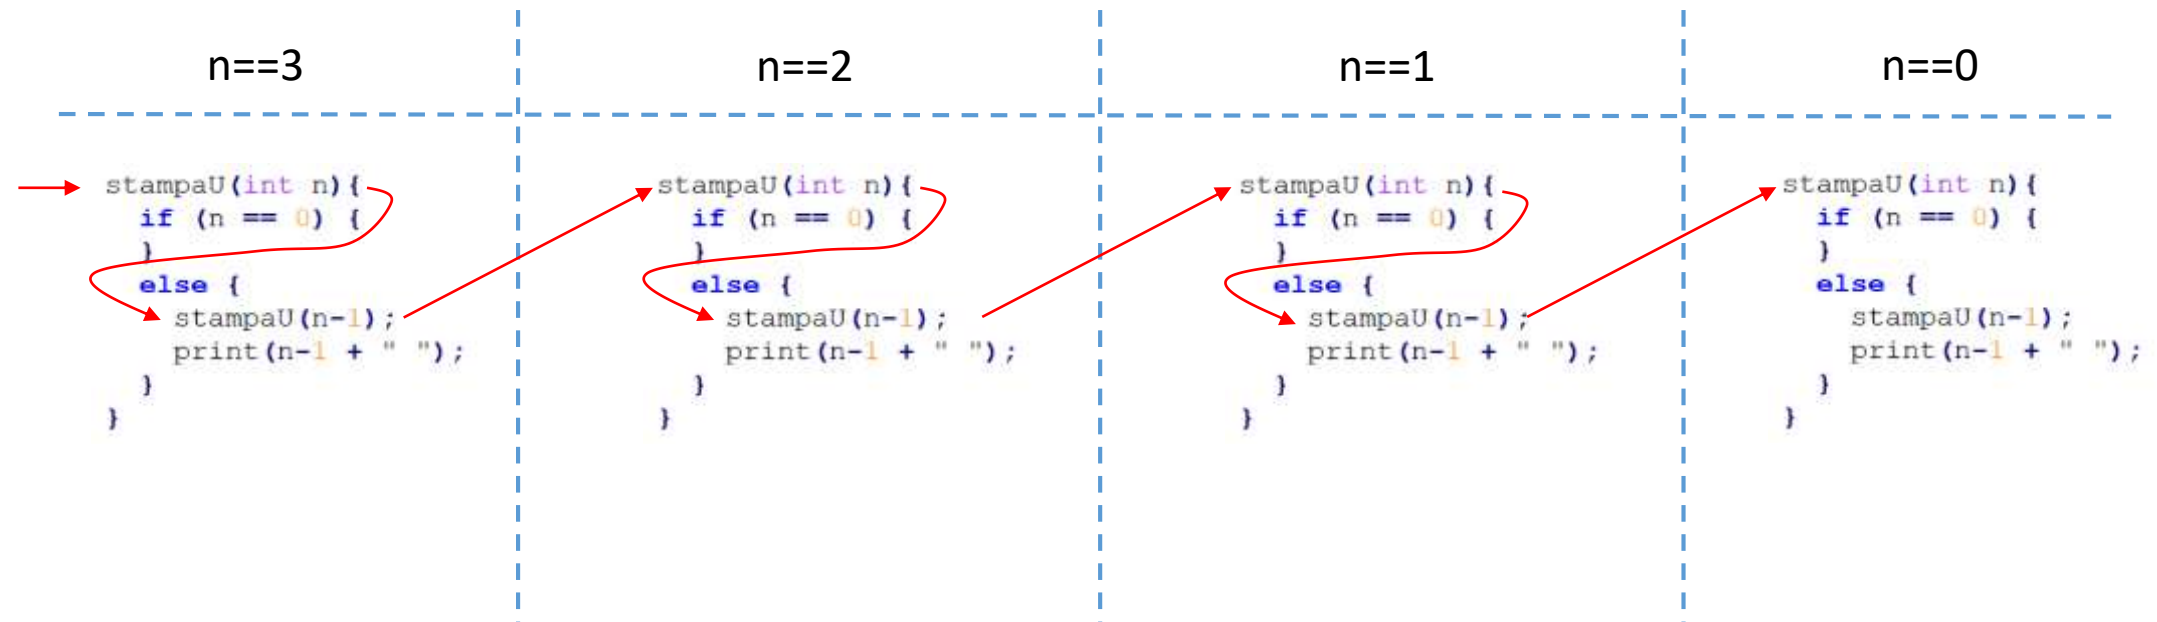 n==3
n==2
n==1
n==0
stampaU(int n){
if (n == 0) {
}
else {
stampaU(n-1);
print(n-1 + " ");
}
}
stampaU(int n){
if (n == 0) {
}
else {
stampaU(n-1);
print(n-1 + " ");
}
}
stampaU(int n){
if (n == 0) {
}
else {
stampaU(n-1);
print(n-1 + " ");
}
}
stampaU(int n){
if (n == 0) {
}
else {
stampaU(n-1);
print(n-1 + " ");
}
}